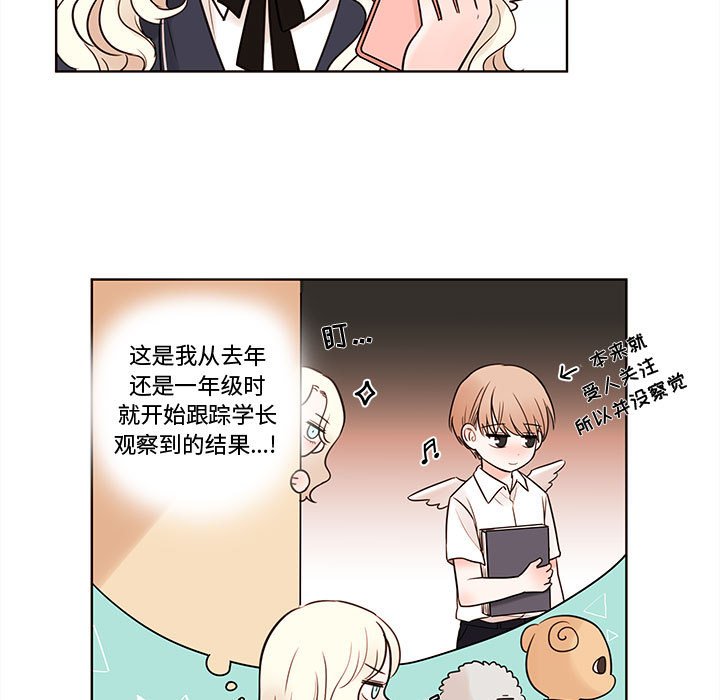 这是我从去年
还是一年级时
就开始跟踪学长
观察到的结果...!
盯...
← 本来就
受人关注
所以并没察觉